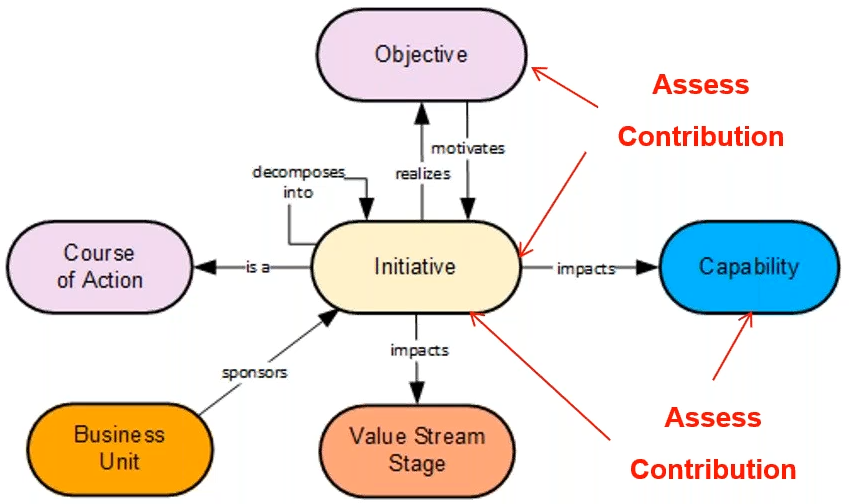 Objective
Assess
Contribution
motivates
decomposes
into
realizes
Course
of Action
is a
Initiative
impacts
Capability
impacts
sponsors
Business
Unit
Value Stream
Stage
Assess
Contribution